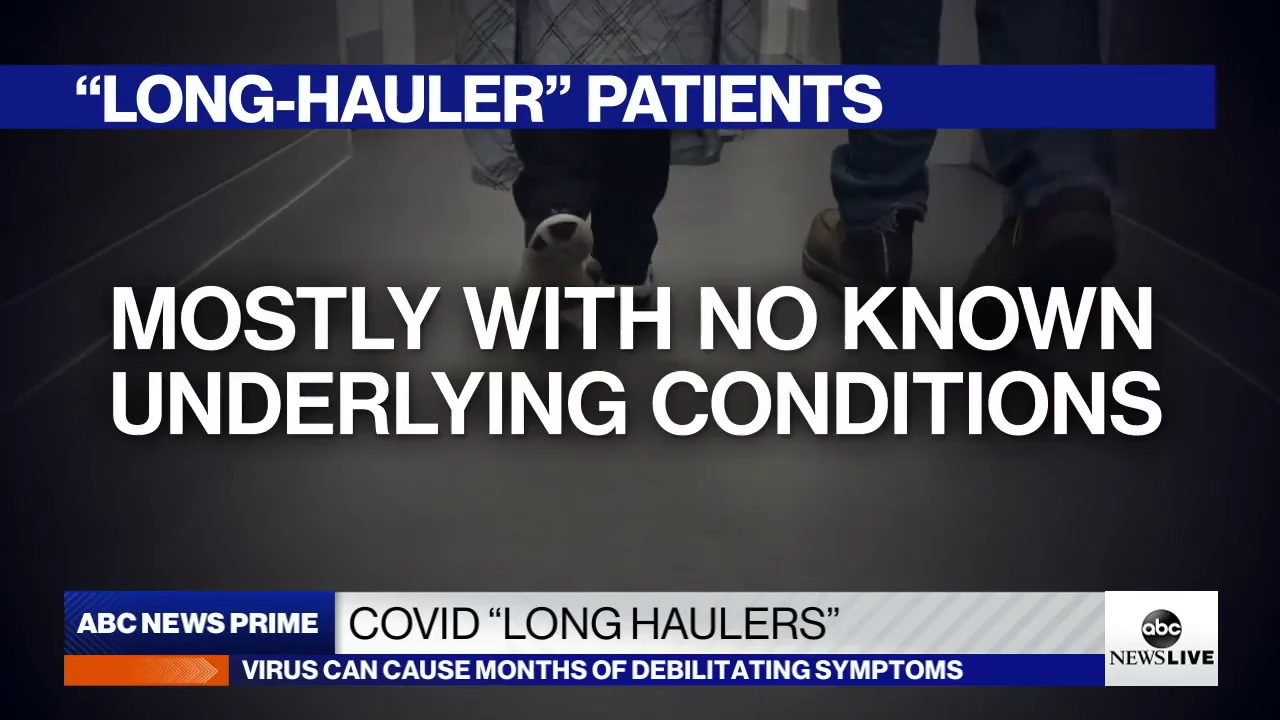 “LONG-HAULER” PATIENTS
MOSTLY WITH NO KNOWN
UNDERLYING CONDITIONS
ABC NEWS PRIME
COVID “LONG HAULERS”
VIRUS CAN CAUSE MONTHS OF DEBILITATING SYMPTOMS
abc
NEWSLIVE